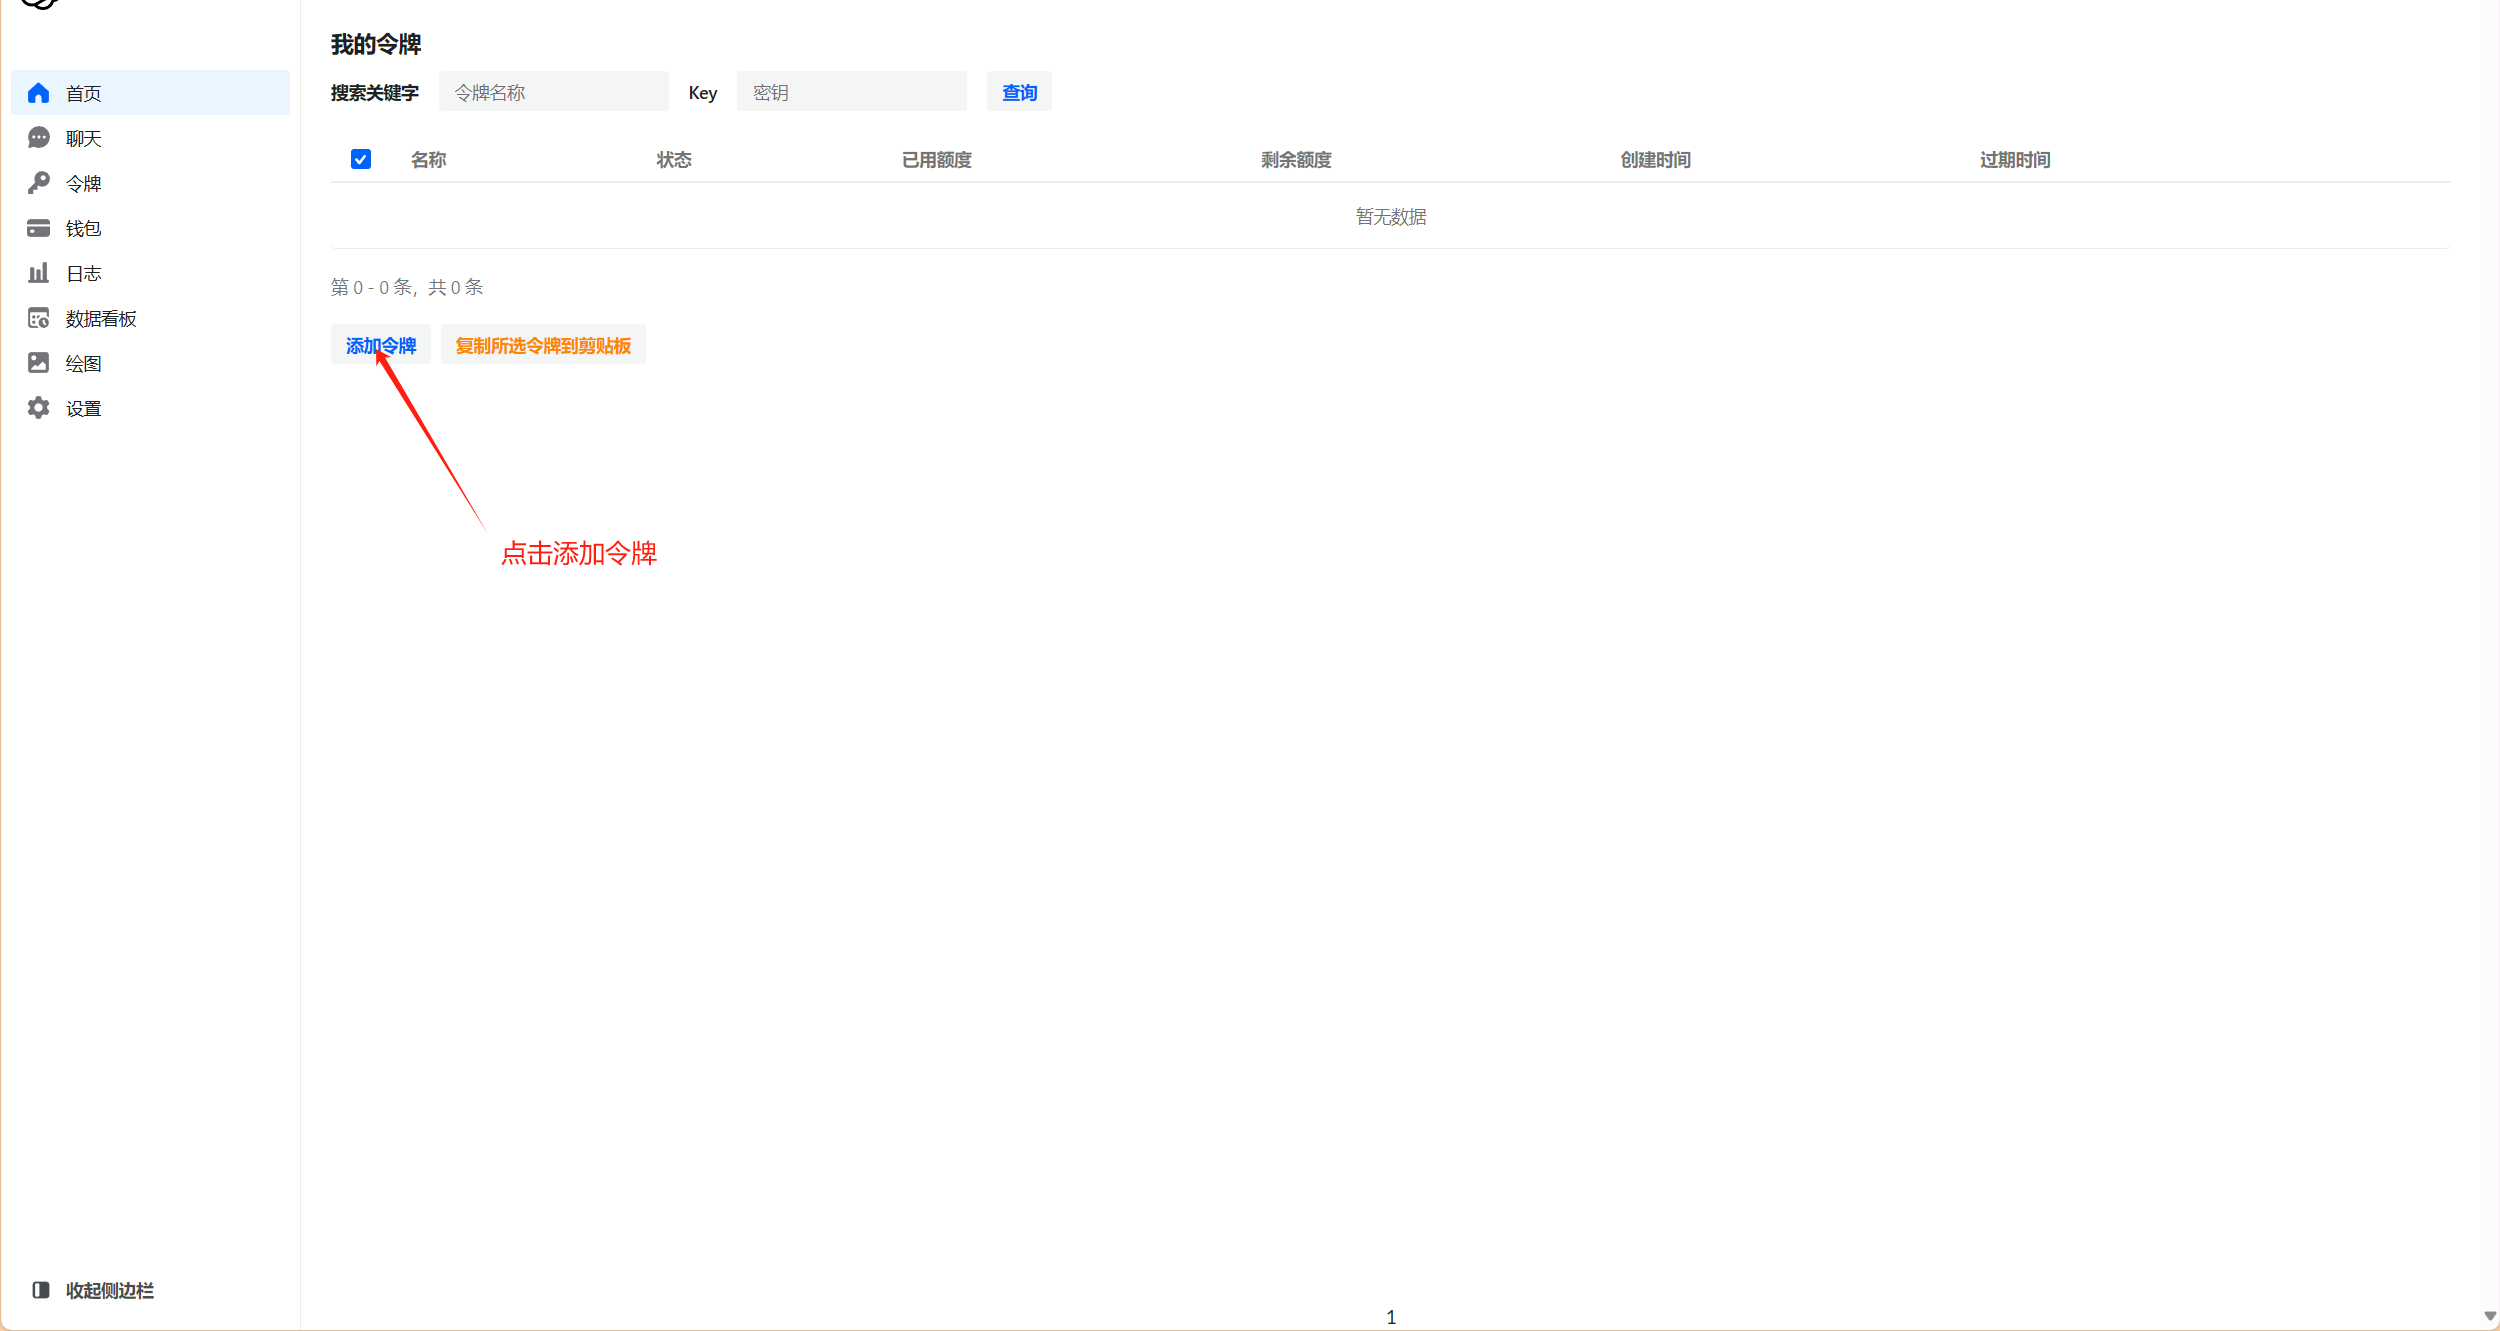 我的令牌
搜索关键字 令牌名称 Key 密钥 查询
首页
聊天
令牌
钱包
日志
数据看板
绘图
设置
名称 状态 已用额度 剩余额度 创建时间 过期时间
暂无数据
第 0 - 0 条，共 0 条
添加令牌 复制所选令牌到剪贴板
点击添加令牌
收起侧边栏
1